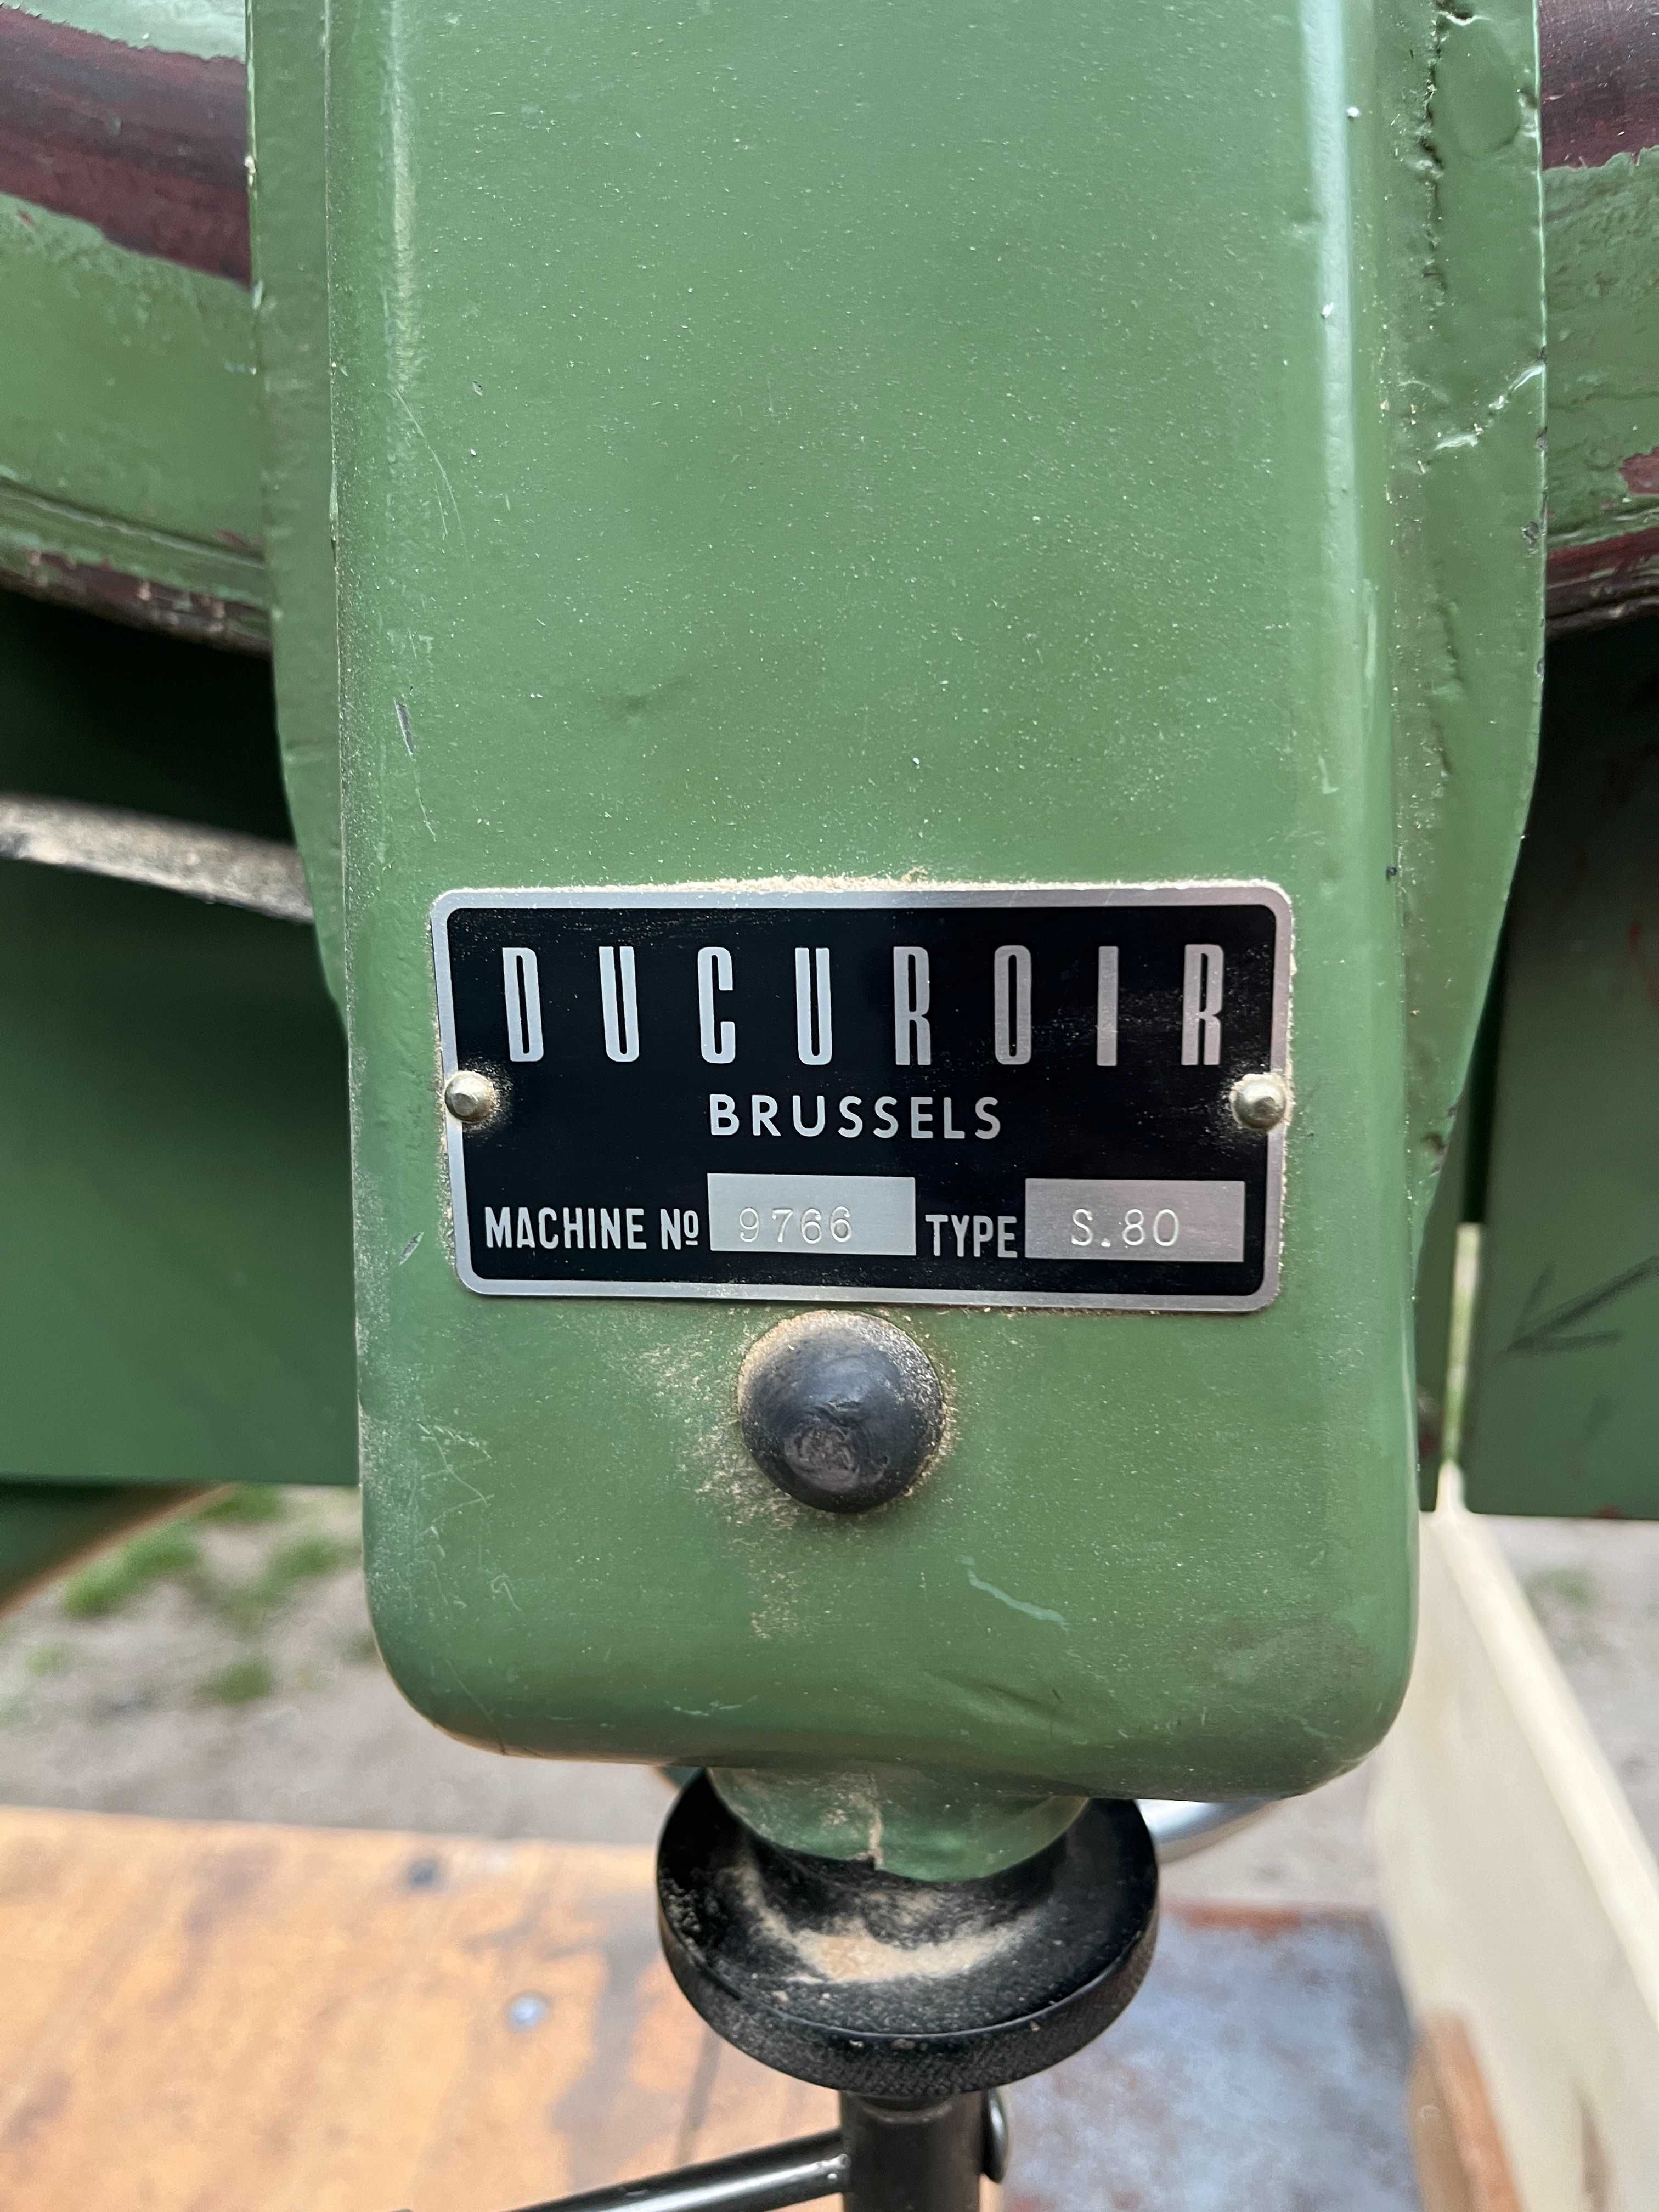 DUCUROIR
BRUSSELS
MACHINE Nº 9766 TYPE S.80